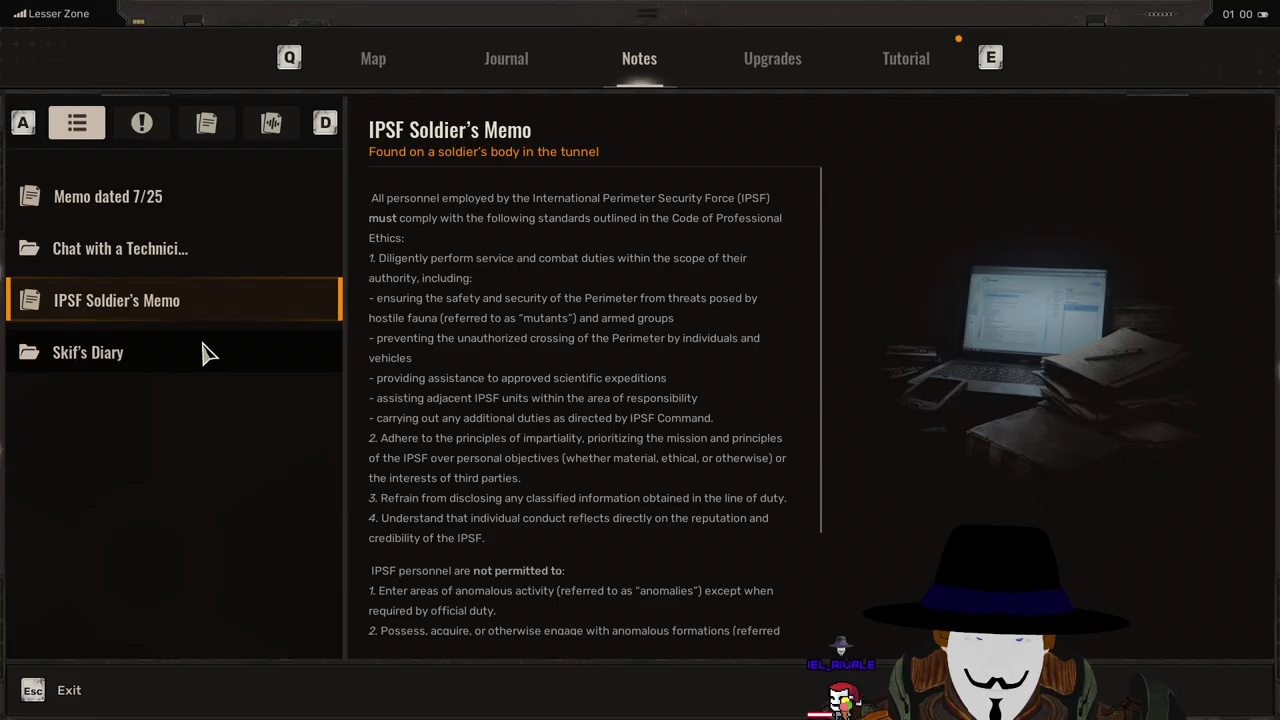 Lesser Zone
01 00
Q
Map
Journal
Notes
Upgrades
Tutorial
E
A
D
Memo dated 7/25
Chat with a Technici...
IPSF Soldier's Memo
Skif's Diary
IPSF Soldier's Memo
Found on a soldier's body in the tunnel
All personnel employed by the International Perimeter Security Force (IPSF)
must comply with the following standards outlined in the Code of Professional
Ethics:
1. Diligently perform service and combat duties within the scope of their
authority, including:
- ensuring the safety and security of the Perimeter from threats posed by
hostile fauna (referred to as “mutants”) and armed groups
- preventing the unauthorized crossing of the Perimeter by individuals and
vehicles
- providing assistance to approved scientific expeditions
- assisting adjacent IPSF units within the area of responsibility
- carrying out any additional duties as directed by IPSF Command.
2. Adhere to the principles of impartiality, prioritizing the mission and principles
of the IPSF over personal objectives (whether material, ethical, or otherwise) or
the interests of third parties.
3. Refrain from disclosing any classified information obtained in the line of duty.
4. Understand that individual conduct reflects directly on the reputation and
credibility of the IPSF.
IPSF personnel are not permitted to:
1. Enter areas of anomalous activity (referred to as “anomalies”) except when
required by official duty.
2. Possess, acquire, or otherwise engage with anomalous formations (referred
IEL_RIVALE
Esc
Exit